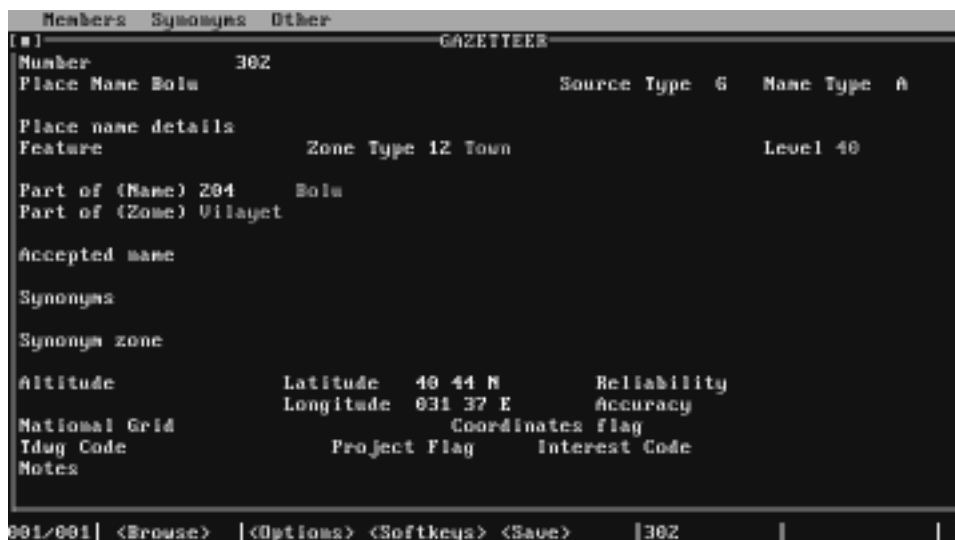 Members Synonyms Other
[■] GAZETTEER
Number 302
Place Name Bolu Source Type G Name Type A
Place name details
Feature Zone Type 12 Town Level 40
Part of (Name) 204 Bolu
Part of (Zone) Vilayet
Accepted name
Synonyms
Synonym zone
Altitude Latitude 40 44 N Reliability
Longitude 031 37 E Accuracy
National Grid Coordinates flag
Tdwg Code Project Flag Interest Code
Notes
001/001| <Browse> |<Options> <Softkeys> <Save> |302 | |